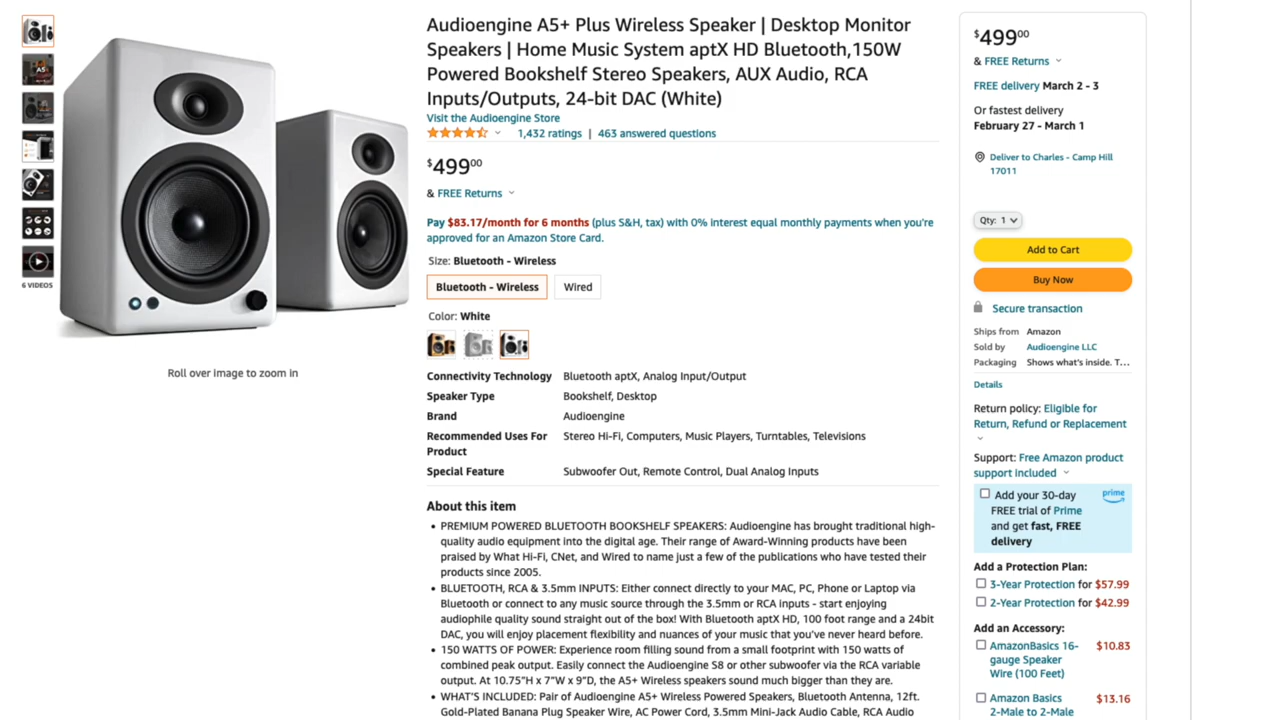 6 VIDEOS
Roll over image to zoom in
Audioengine A5+ Plus Wireless Speaker | Desktop Monitor
Speakers | Home Music System aptX HD Bluetooth,150W
Powered Bookshelf Stereo Speakers, AUX Audio, RCA
Inputs/Outputs, 24-bit DAC (White)
Visit the Audioengine Store
1,432 ratings | 463 answered questions
$499⁰⁰
& FREE Returns
Pay $83.17/month for 6 months (plus S&H, tax) with 0% interest equal monthly payments when you're
approved for an Amazon Store Card.
Size: Bluetooth - Wireless
Bluetooth - Wireless Wired
Color: White
Connectivity Technology Bluetooth aptX, Analog Input/Output
Speaker Type Bookshelf, Desktop
Brand Audioengine
Recommended Uses For Stereo Hi-Fi, Computers, Music Players, Turntables, Televisions
Product
Special Feature Subwoofer Out, Remote Control, Dual Analog Inputs
About this item
• PREMIUM POWERED BLUETOOTH BOOKSHELF SPEAKERS: Audioengine has brought traditional high-
quality audio equipment into the digital age. Their range of Award-Winning products have been
praised by What Hi-Fi, CNet, and Wired to name just a few of the publications who have tested their
products since 2005.
• BLUETOOTH, RCA & 3.5mm INPUTS: Either connect directly to your MAC, PC, Phone or Laptop via
Bluetooth or connect to any music source through the 3.5mm or RCA inputs - start enjoying
audiophile quality sound straight out of the box! With Bluetooth aptX HD, 100 foot range and a 24bit
DAC, you will enjoy placement flexibility and nuances of your music that you've never heard before.
• 150 WATTS OF POWER: Experience room filling sound from a small footprint with 150 watts of
combined peak output. Easily connect the Audioengine S8 or other subwoofer via the RCA variable
output. At 10.75"H x 7"W x 9"D, the A5+ Wireless speakers sound much bigger than they are.
• WHAT'S INCLUDED: Pair of Audioengine A5+ Wireless Powered Speakers, Bluetooth Antenna, 12ft.
Gold-Plated Banana Plug Speaker Wire, AC Power Cord, 3.5mm Mini-Jack Audio Cable, RCA Audio
$499⁰⁰
& FREE Returns
FREE delivery March 2 - 3
Or fastest delivery
February 27 - March 1
Deliver to Charles - Camp Hill
17011
Qty: 1
Add to Cart
Buy Now
Secure transaction
Ships from Amazon
Sold by Audioengine LLC
Packaging Shows what's inside. T...
Details
Return policy: Eligible for
Return, Refund or Replacement
Support: Free Amazon product
support included
Add your 30-day prime
FREE trial of Prime
and get fast, FREE
delivery
Add a Protection Plan:
3-Year Protection for $57.99
2-Year Protection for $42.99
Add an Accessory:
AmazonBasics 16- $10.83
gauge Speaker
Wire (100 Feet)
Amazon Basics $13.16
2-Male to 2-Male